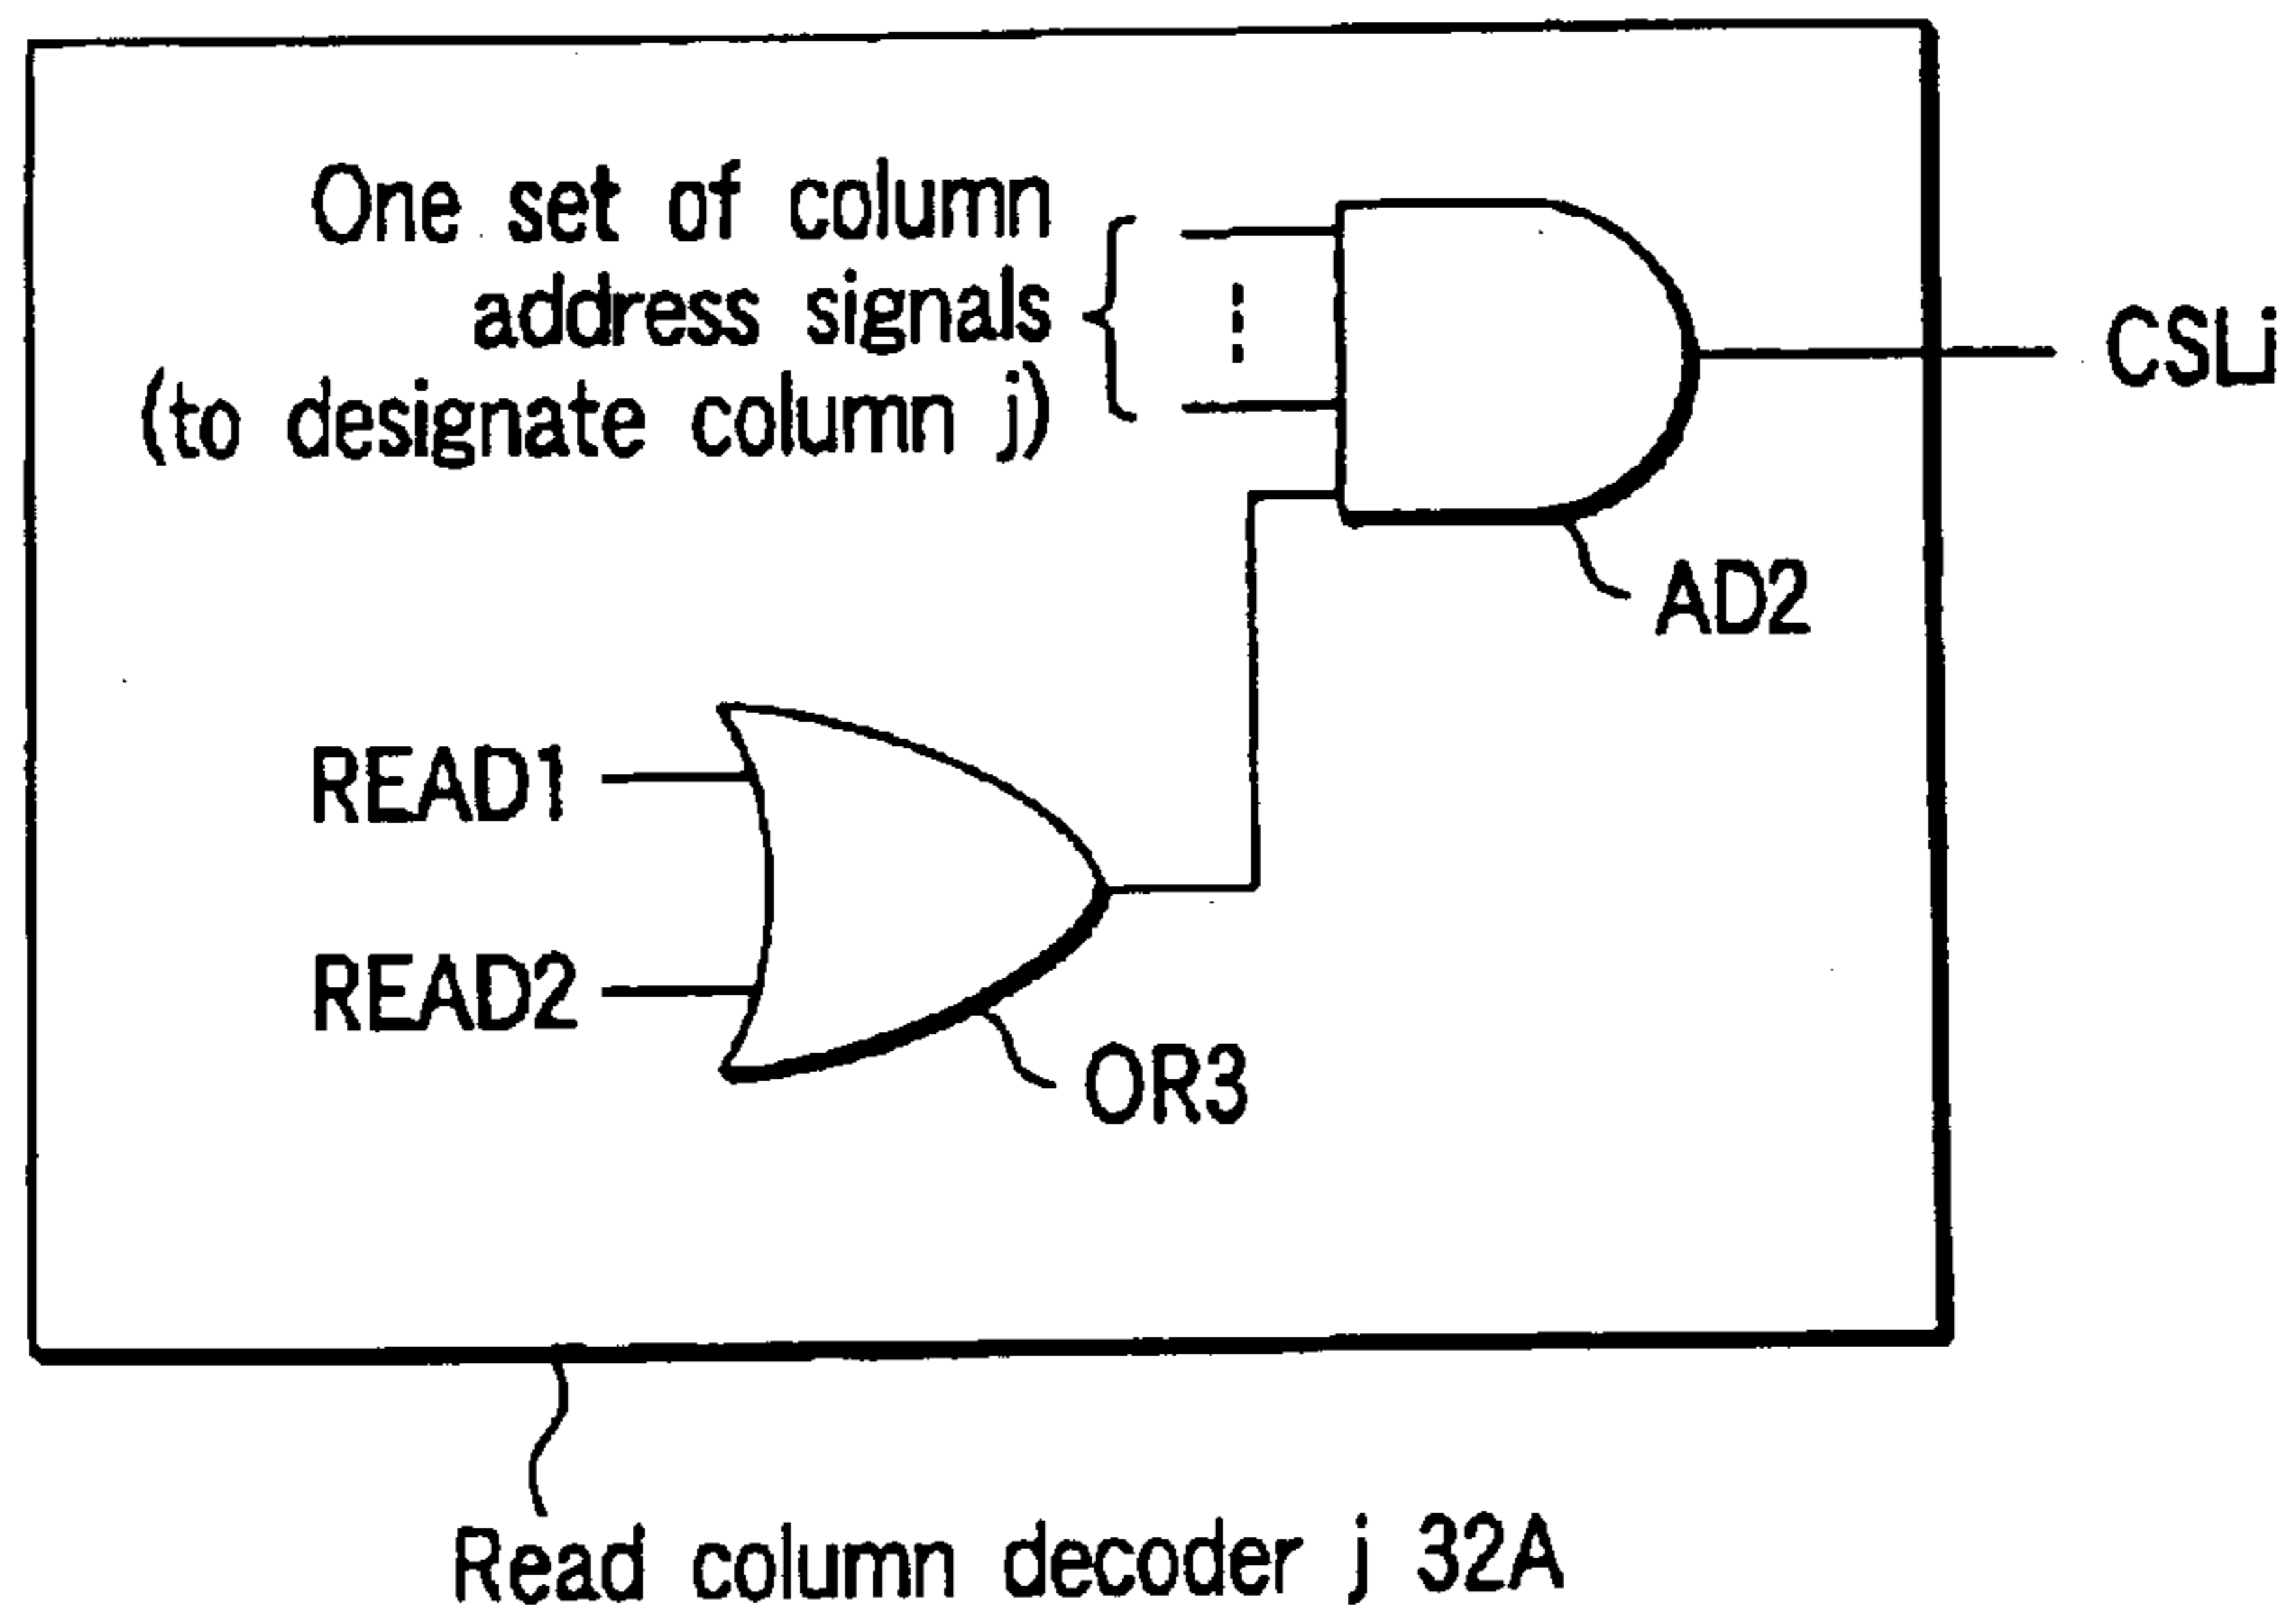 One set of column
address signals
(to designate column j)
CSLi
AD2
READ1
READ2
OR3
Read column decoder j 32A